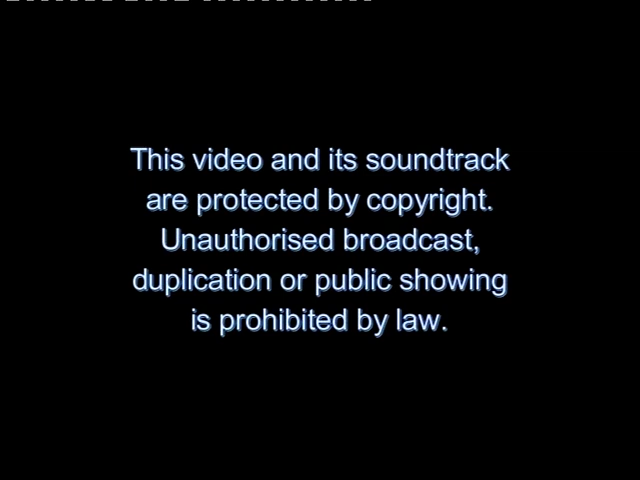 This video and its soundtrack
are protected by copyright.
Unauthorised broadcast,
duplication or public showing
is prohibited by law.